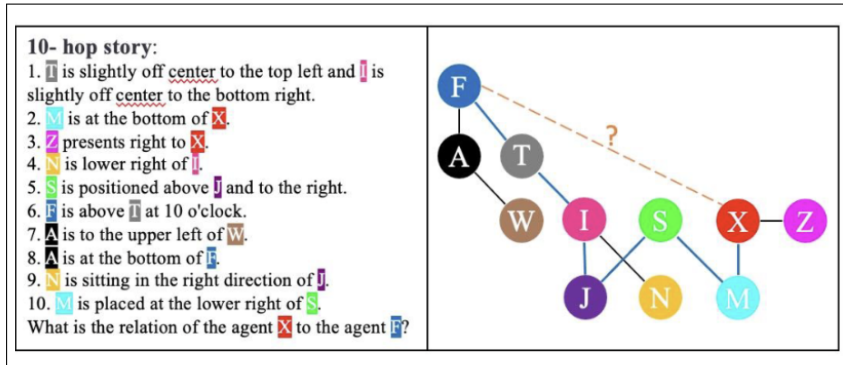 10- hop story:
1. T is slightly off center to the top left and I is
slightly off center to the bottom right.
2. M is at the bottom of X.
3. Z presents right to X.
4. N is lower right of I.
5. S is positioned above J and to the right.
6. F is above T at 10 o'clock.
7. A is to the upper left of W.
8. A is at the bottom of F.
9. N is sitting in the right direction of J.
10. M is placed at the lower right of S.
What is the relation of the agent X to the agent F?
F
?
A T
W I S X Z
J N M